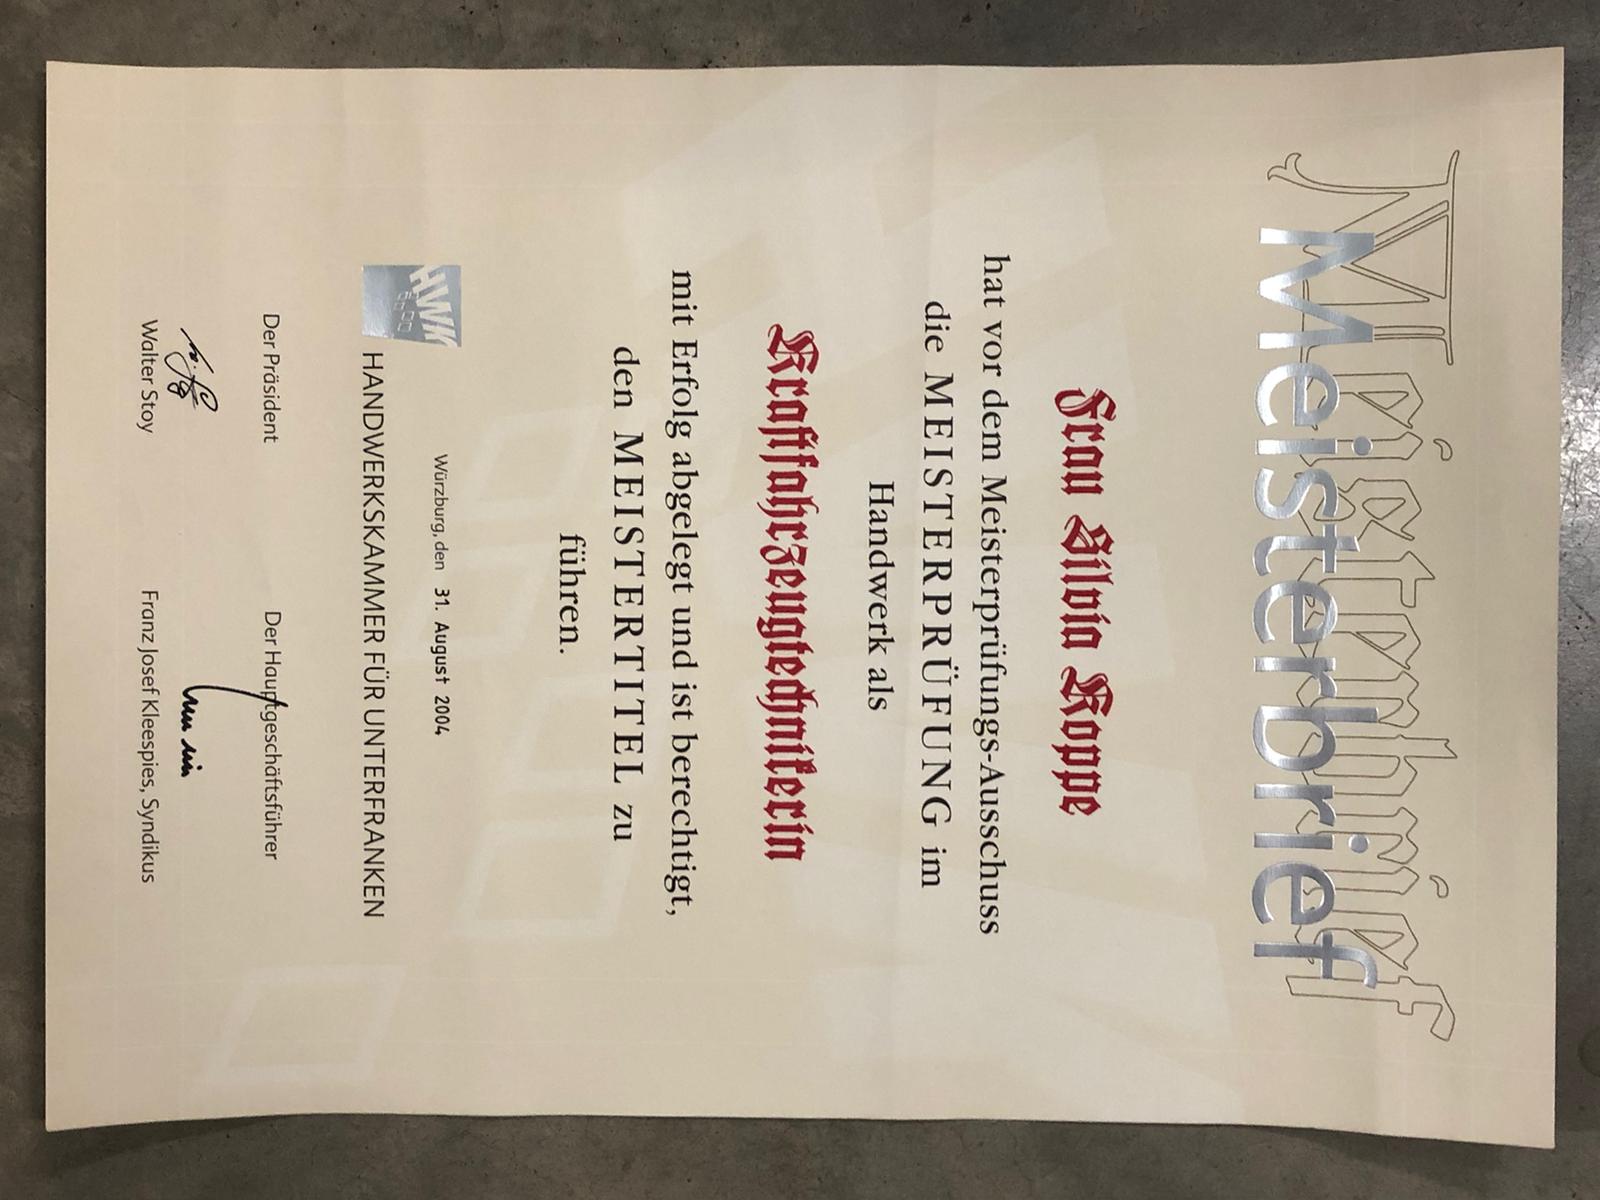 Meisterbrief
Meisterbrief
Frau Silvia Koppe
hat vor dem Meisterprüfungs-Ausschuss
die MEISTERPRÜFUNG im
Handwerk als
Kraftfahrzeugtechnikerin
mit Erfolg abgelegt und ist berechtigt,
den MEISTERTITEL zu
führen.
Würzburg, den 31. August 2004
HWK
HANDWERKSKAMMER FÜR UNTERFRANKEN
Der Präsident Der Hauptgeschäftsführer
Walter Stoy Franz Josef Kleespies, Syndikus